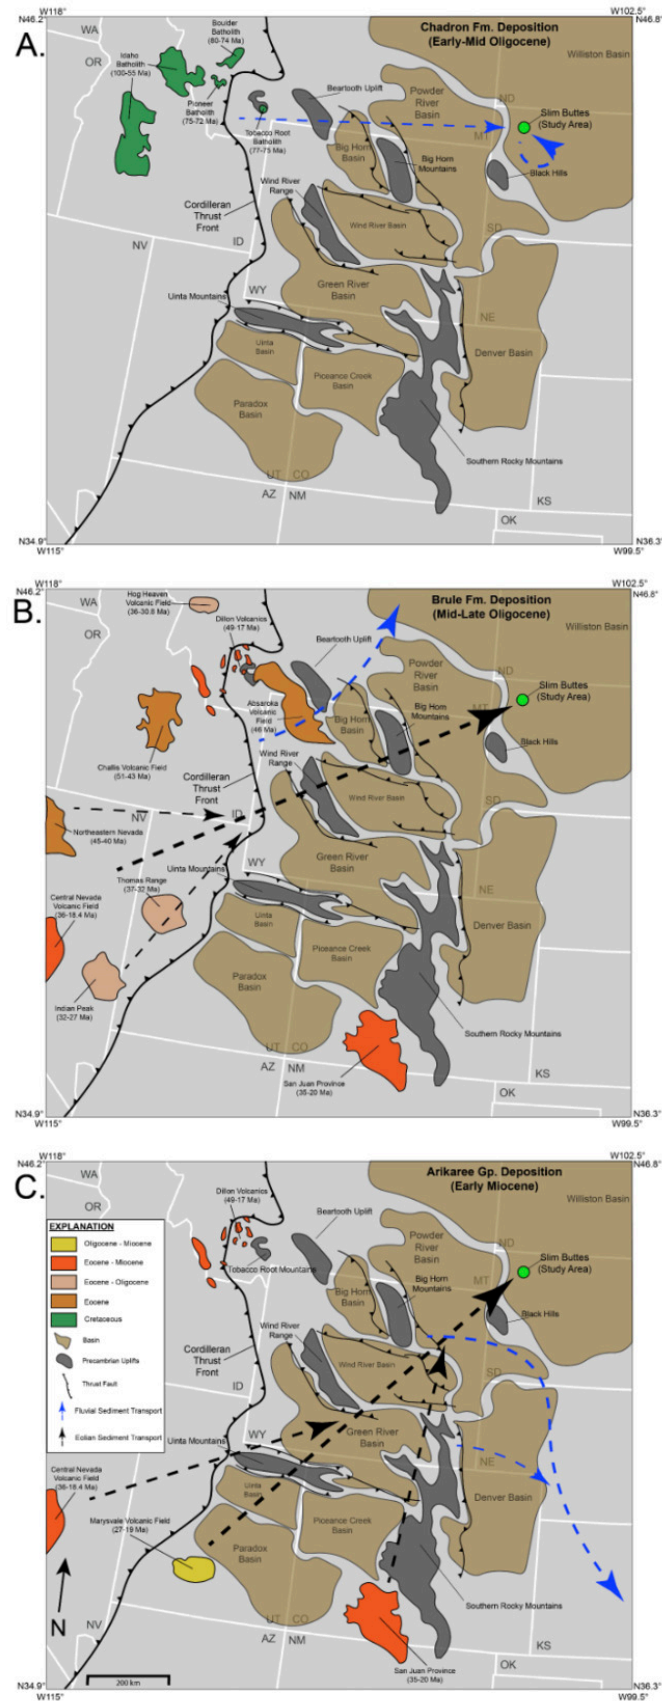 A.
W118°
W102.5°
N46.2°
N46.8°
Chadron Fm. Deposition
(Early-Mid Oligocene)
WA
OR
Idaho
Batholith
(100-55 Ma)
Boulder
Batholith
(80-74 Ma)
Pioneer
Batholith
(75-72 Ma)
Tobacco Root
Batholith
(77-75 Ma)
Beartooth Uplift
Powder
River
Basin
Williston Basin
ND
MT
Slim Buttes
(Study Area)
Big Horn
Basin
Big Horn
Mountains
Black Hills
Wind River
Range
Wind River Basin
SD
Cordilleran
Thrust
Front
NV
ID
WY
Green River
Basin
Uinta Mountains
Uinta
Basin
Piceance Creek
Basin
NE
Denver Basin
Paradox
Basin
Southern Rocky Mountains
UT
CO
AZ
NM
KS
OK
N34.9°
W115°
N36.3°
W99.5°
B.
W118°
W102.5°
N46.2°
N46.8°
Brule Fm. Deposition
(Mid-Late Oligocene)
WA
OR
Hog Heaven
Volcanic Field
(36-30.8 Ma)
Dillon Volcanics
(49-17 Ma)
Beartooth Uplift
Powder
River
Basin
Williston Basin
ND
MT
Slim Buttes
(Study Area)
Absaroka
Volcanic
Field
(46 Ma)
Big Horn
Basin
Big Horn
Mountains
Black Hills
Challis Volcanic Field
(51-43 Ma)
Wind River
Range
Wind River Basin
SD
Cordilleran
Thrust
Front
NV
ID
WY
Northeastern Nevada
(45-40 Ma)
Green River
Basin
Uinta Mountains
Thomas Range
(37-32 Ma)
Central Nevada
Volcanic Field
(36-18.4 Ma)
Uinta
Basin
Piceance Creek
Basin
NE
Denver Basin
Indian Peak
(32-27 Ma)
Paradox
Basin
Southern Rocky Mountains
UT
CO
AZ
NM
San Juan Province
(35-20 Ma)
KS
OK
N34.9°
W115°
N36.3°
W99.5°
C.
W118°
W102.5°
N46.2°
N46.8°
Arikaree Gp. Deposition
(Early Miocene)
WA
OR
Dillon Volcanics
(49-17 Ma)
Tobacco Root Mountains
Beartooth Uplift
Powder
River
Basin
Williston Basin
ND
MT
Slim Buttes
(Study Area)
EXPLANATION
Oligocene - Miocene
Eocene - Miocene
Eocene - Oligocene
Eocene
Cretaceous
Basin
Precambrian Uplifts
Thrust Fault
Fluvial Sediment Transport
Eolian Sediment Transport
Big Horn
Basin
Big Horn
Mountains
Black Hills
Wind River
Range
Wind River Basin
SD
Cordilleran
Thrust
Front
ID
WY
Green River
Basin
Uinta Mountains
Central Nevada
Volcanic Field
(36-18.4 Ma)
Marysvale Volcanic Field
(27-19 Ma)
Uinta
Basin
Piceance Creek
Basin
NE
Denver Basin
Paradox
Basin
Southern Rocky Mountains
N
NV
UT
CO
AZ
NM
San Juan Province
(35-20 Ma)
KS
OK
200 km
N34.9°
W115°
N36.3°
W99.5°